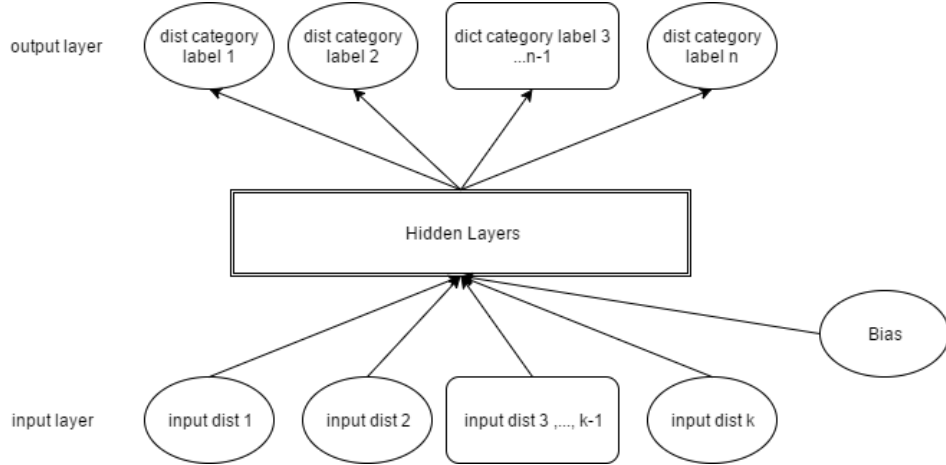 output layer
dist category
label 1
dist category
label 2
dict category label 3
...n-1
dist category
label n
Hidden Layers
Bias
input layer
input dist 1
input dist 2
input dist 3 ,..., k-1
input dist k